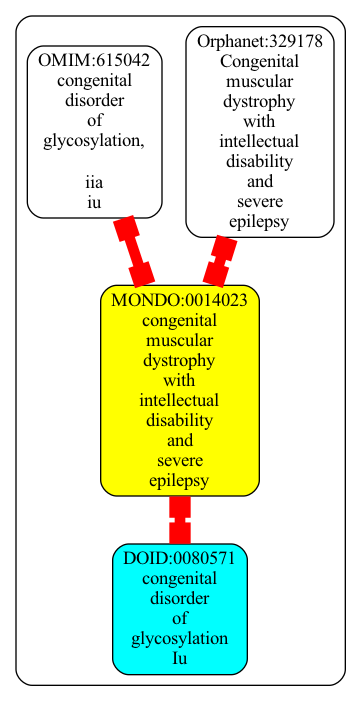 OMIM:615042
congenital
disorder
of
glycosylation,
iia
iu
Orphanet:329178
Congenital
muscular
dystrophy
with
intellectual
disability
and
severe
epilepsy
MONDO:0014023
congenital
muscular
dystrophy
with
intellectual
disability
and
severe
epilepsy
DOID:0080571
congenital
disorder
of
glycosylation
Iu